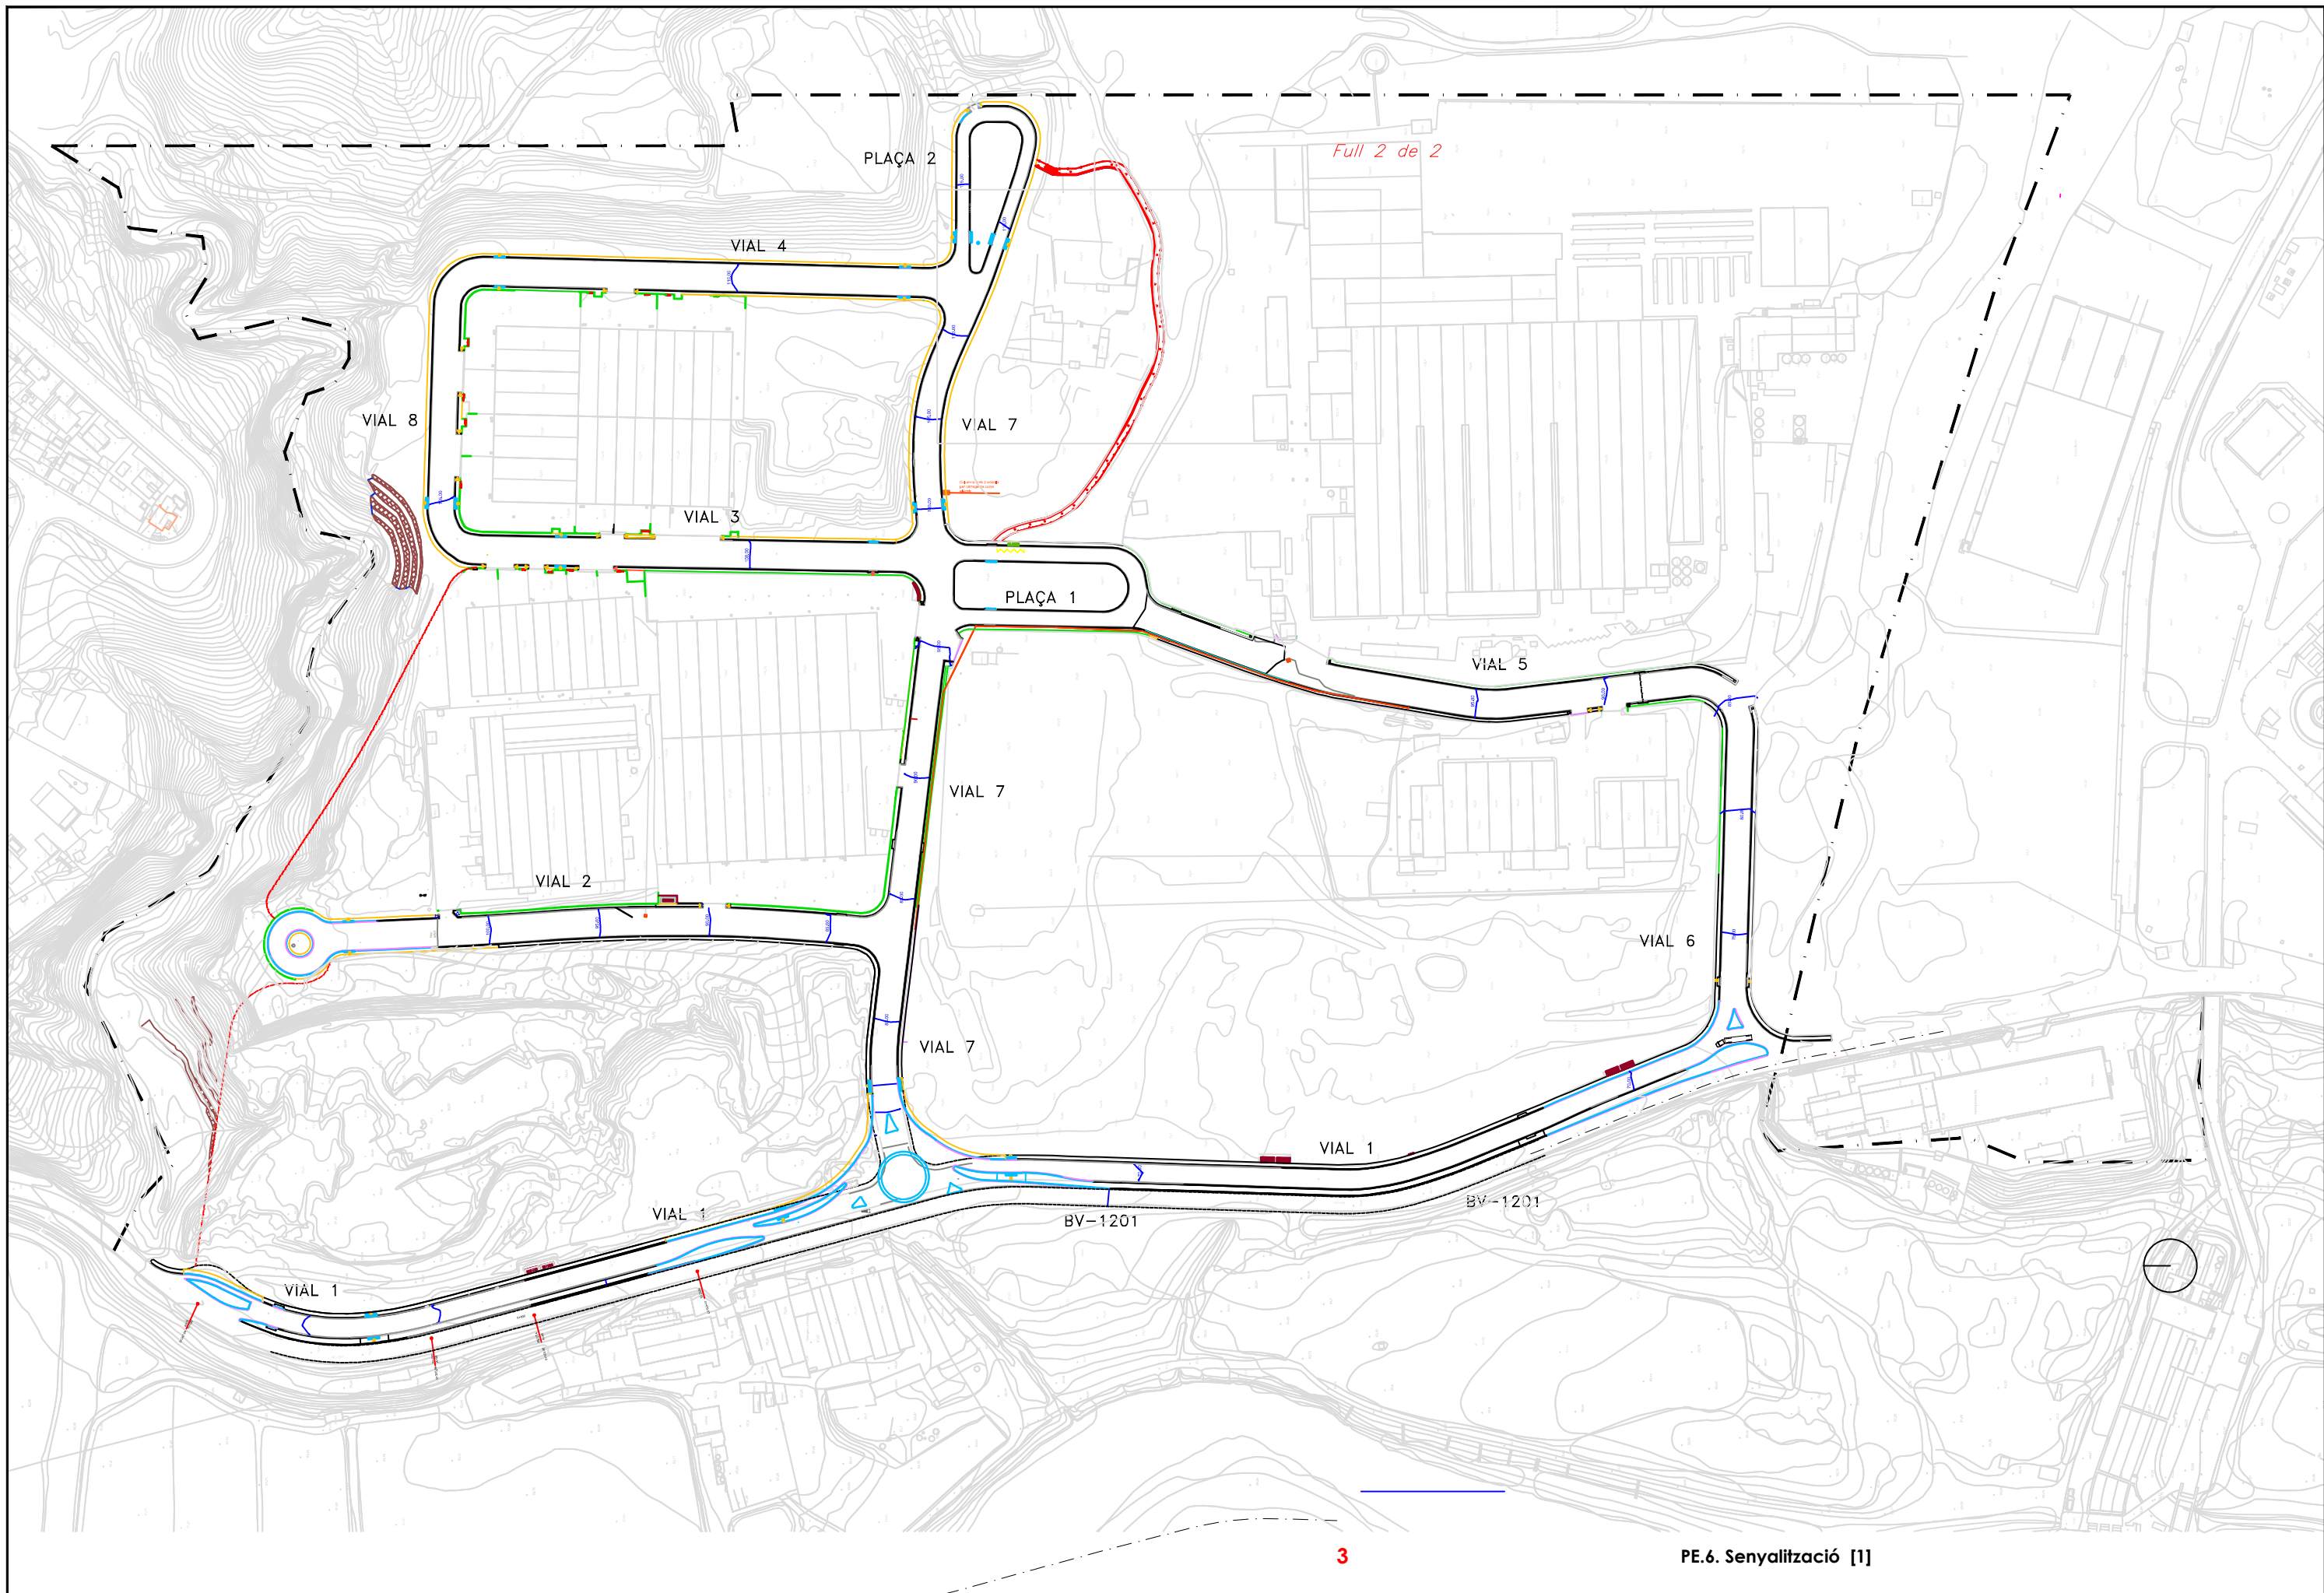 Full 2 de 2
PLAÇA 2
VIAL 4
VIAL 8
VIAL 7
VIAL 3
PLAÇA 1
VIAL 5
VIAL 7
VIAL 2
VIAL 6
VIAL 7
VIAL 1
VIAL 1
BV-1201
BV-1201
VIAL 1
3
PE.6. Senyalització [1]